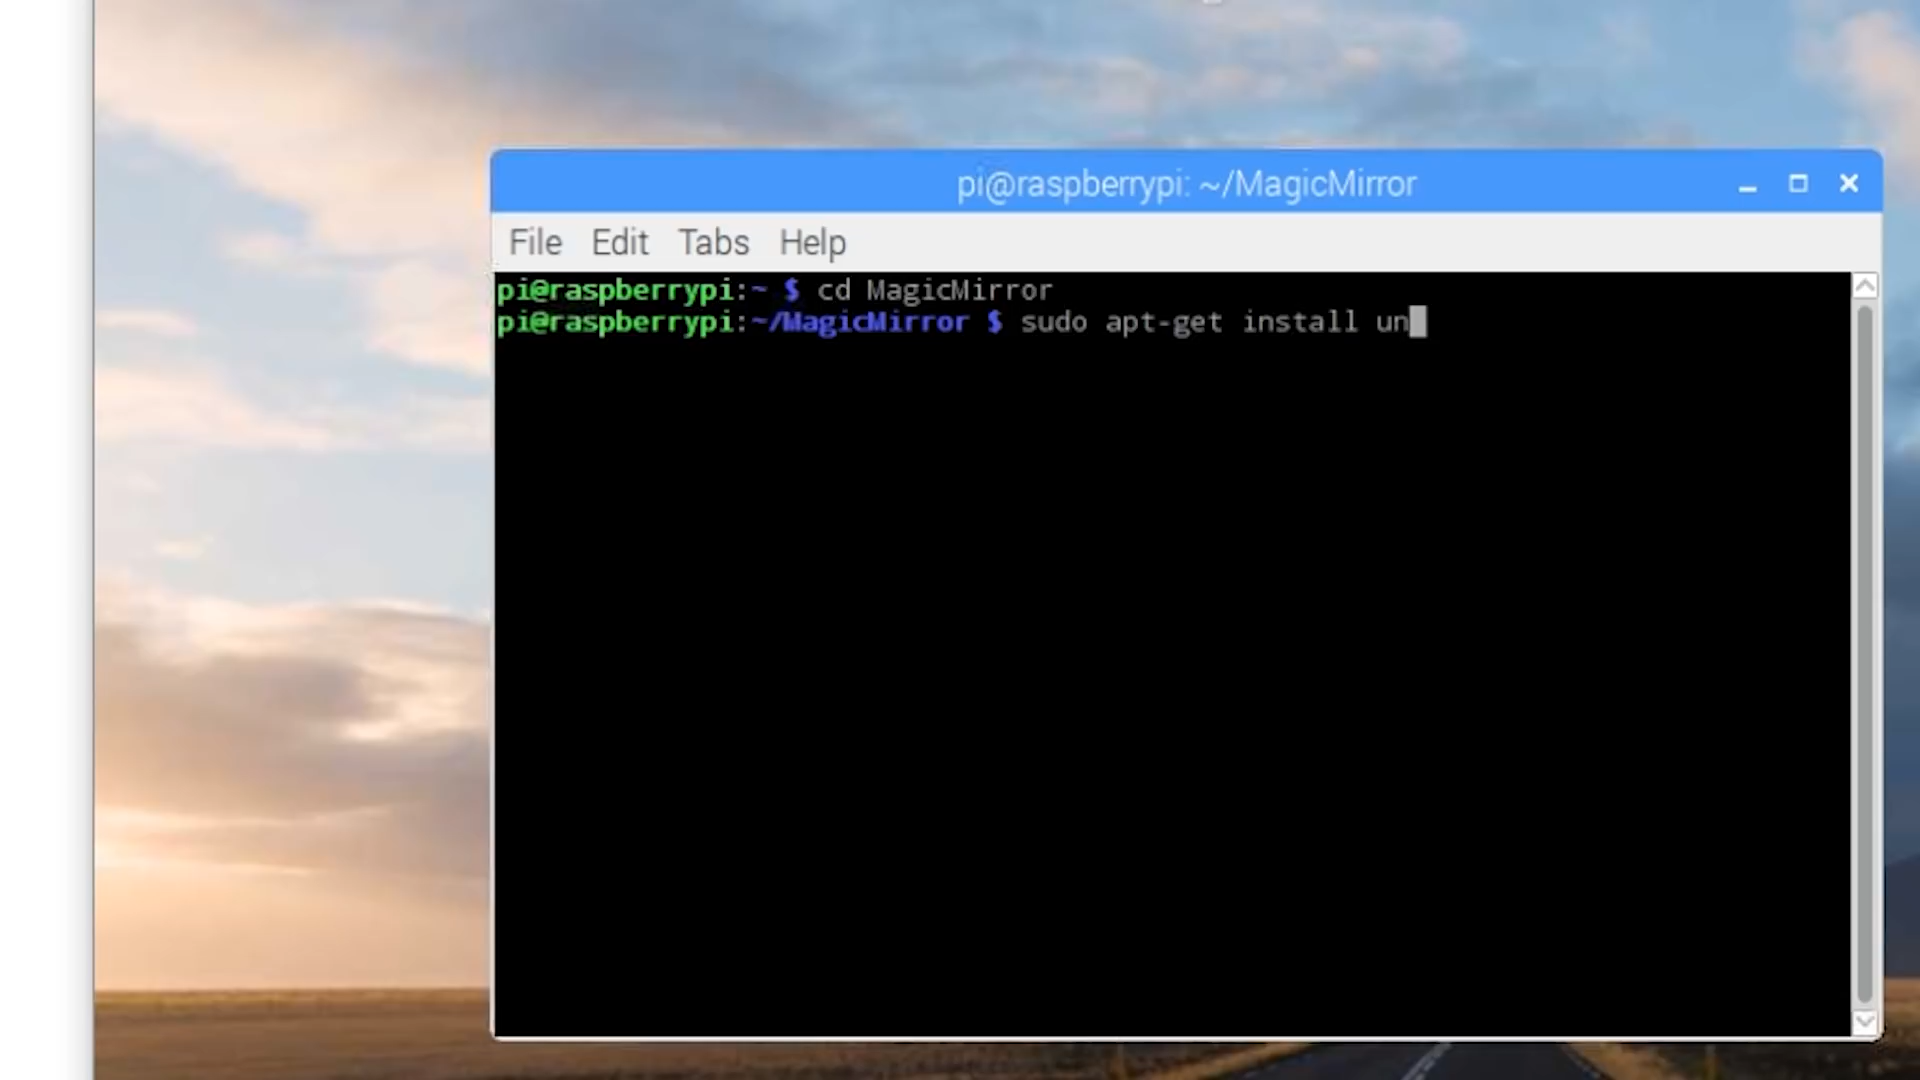 pi@raspberrypi: ~/MagicMirror
File Edit Tabs Help
pi@raspberrypi:~ $ cd MagicMirror
pi@raspberrypi:~/MagicMirror $ sudo apt-get install un